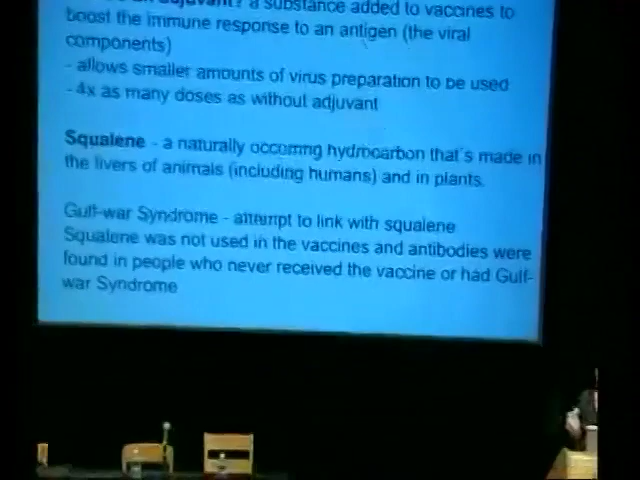 adjuvant? a substance added to vaccines to
boost the immune response to an antigen (the viral
components)
- allows smaller amounts of virus preparation to be used
- 4x as many doses as without adjuvant
Squalene - a naturally occurring hydrocarbon that's made in
the livers of animals (including humans) and in plants.
Gulf-war Syndrome - attempt to link with squalene
Squalene was not used in the vaccines and antibodies were
found in people who never received the vaccine or had Gulf-
war Syndrome